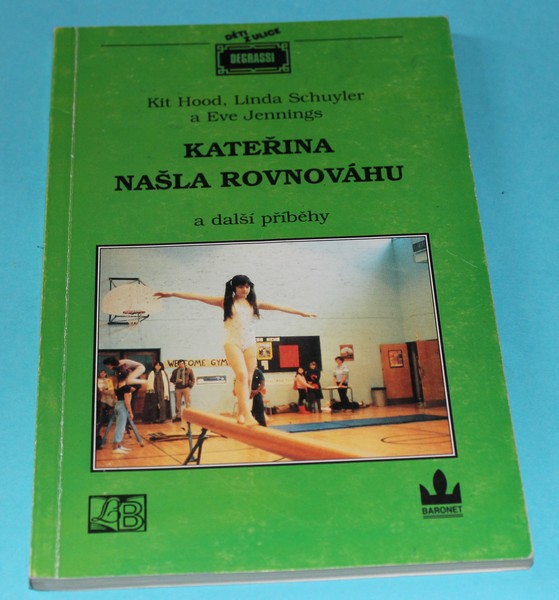 DĚTI Z ULICE
DEGRASSI
Kit Hood, Linda Schuyler
a Eve Jennings
KATEŘINA
NAŠLA ROVNOVÁHU
a další příběhy
WELCOME GYM
LB
BARONET